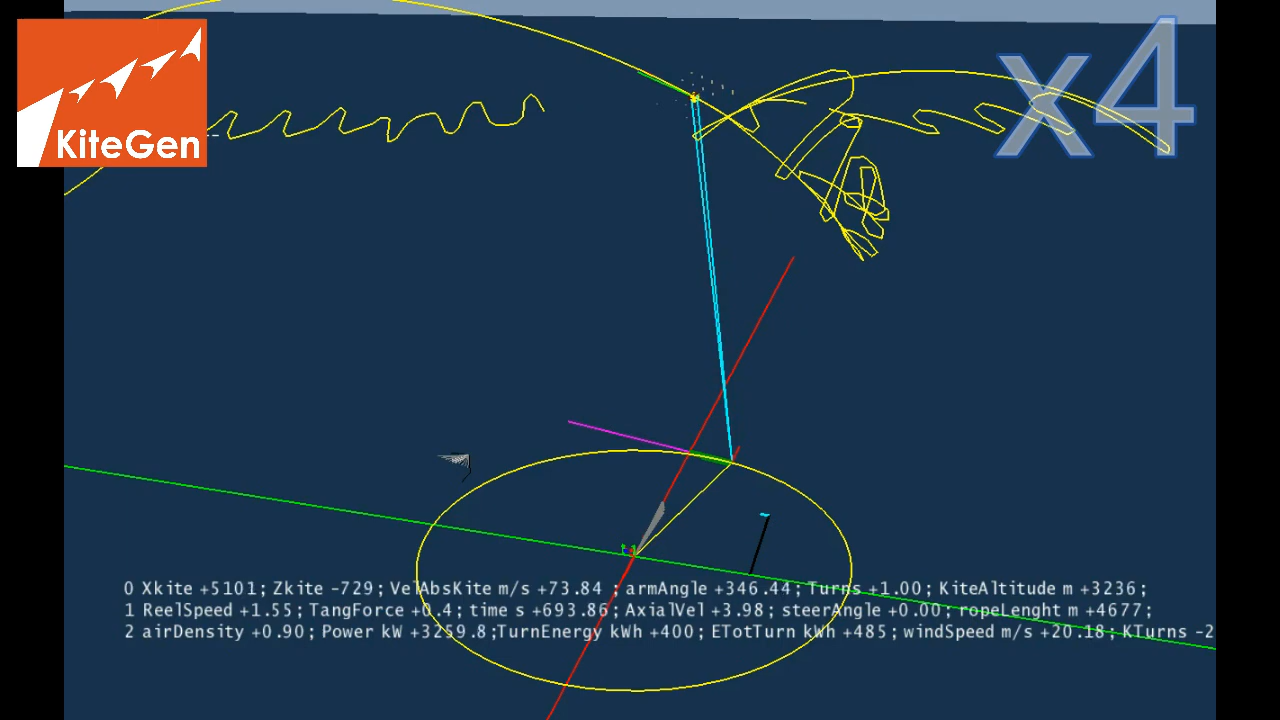 KiteGen
x4
0 Xkite +5101; Zkite -729; VelAbsKite m/s +73.84 ; armAngle +346.44; Turns +1.00; KiteAltitude m +3236;
1 ReelSpeed +1.55; TangForce +0.4; time s +693.86; AxialVel +3.98; steerAngle +0.00; ropeLenght m +4677;
2 airDensity +0.90; Power kW +3259.8;TurnEnergy kWh +400; ETotTurn kWh +485; windSpeed m/s +20.18; KTurns -2